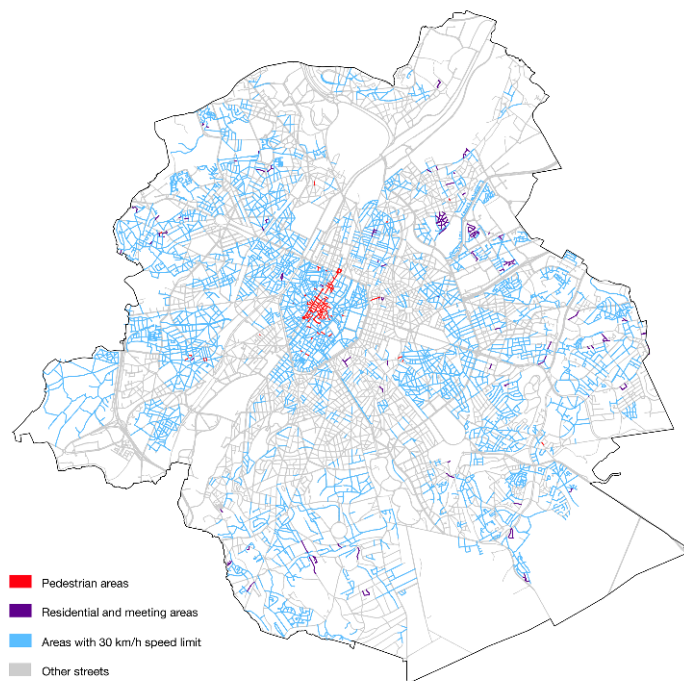 Pedestrian areas
Residential and meeting areas
Areas with 30 km/h speed limit
Other streets